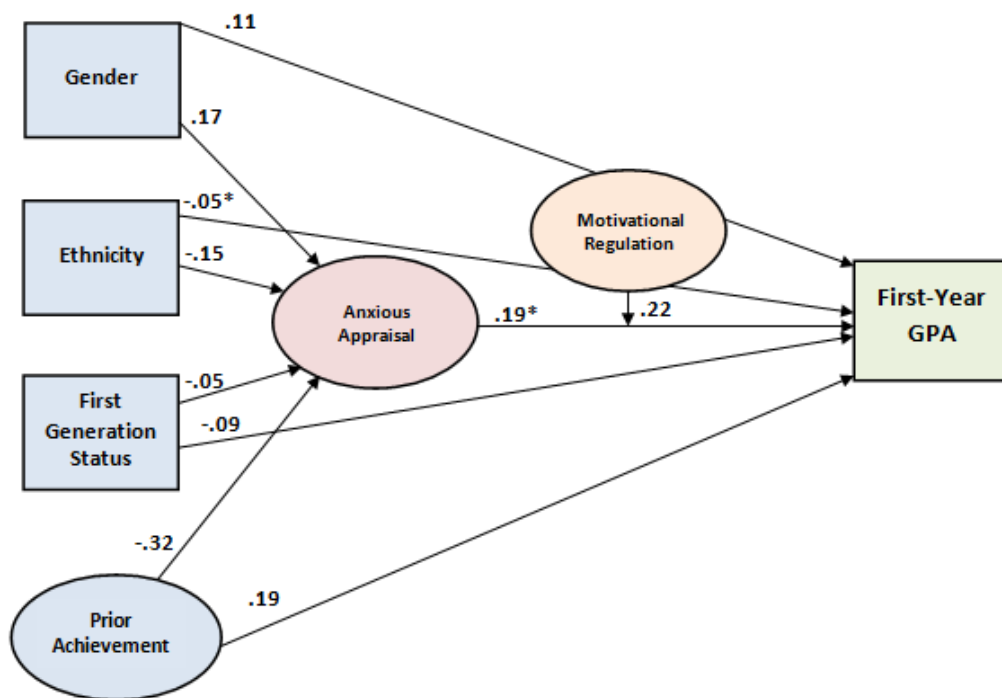 .11
Gender
.17
-.05*
Ethnicity
-.15
Motivational
Regulation
Anxious
Appraisal
.19*
.22
First-Year
GPA
-.05
First
Generation
Status
-.09
-.32
.19
Prior
Achievement